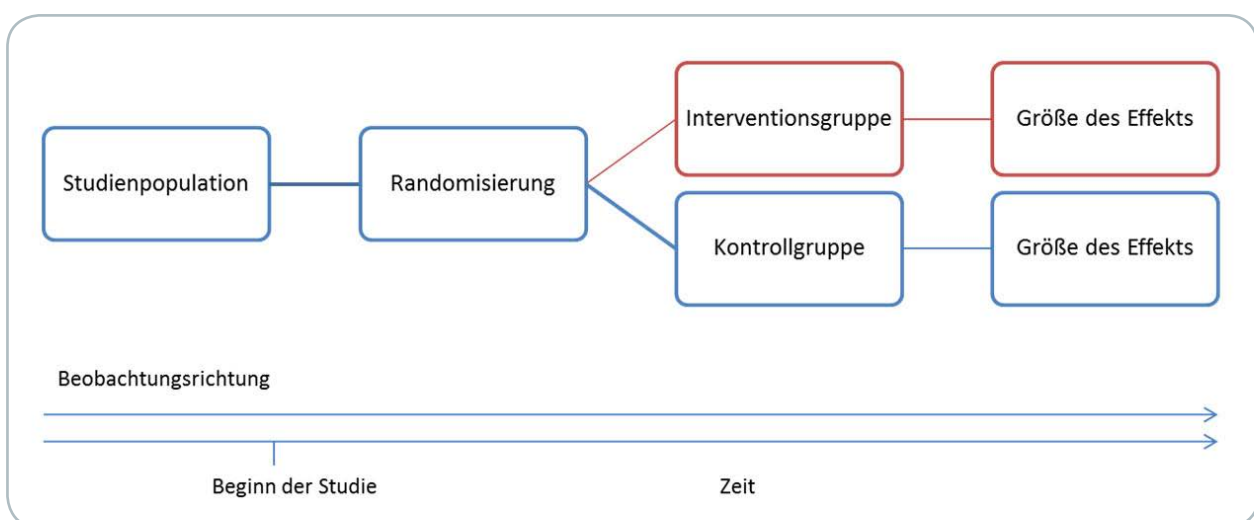 Studienpopulation
Randomisierung
Interventionsgruppe
Größe des Effekts
Kontrollgruppe
Größe des Effekts
Beobachtungsrichtung
Beginn der Studie
Zeit